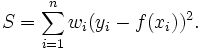 S = \sum_{i=1}^{n} w_i (y_i - f(x_i))^2.